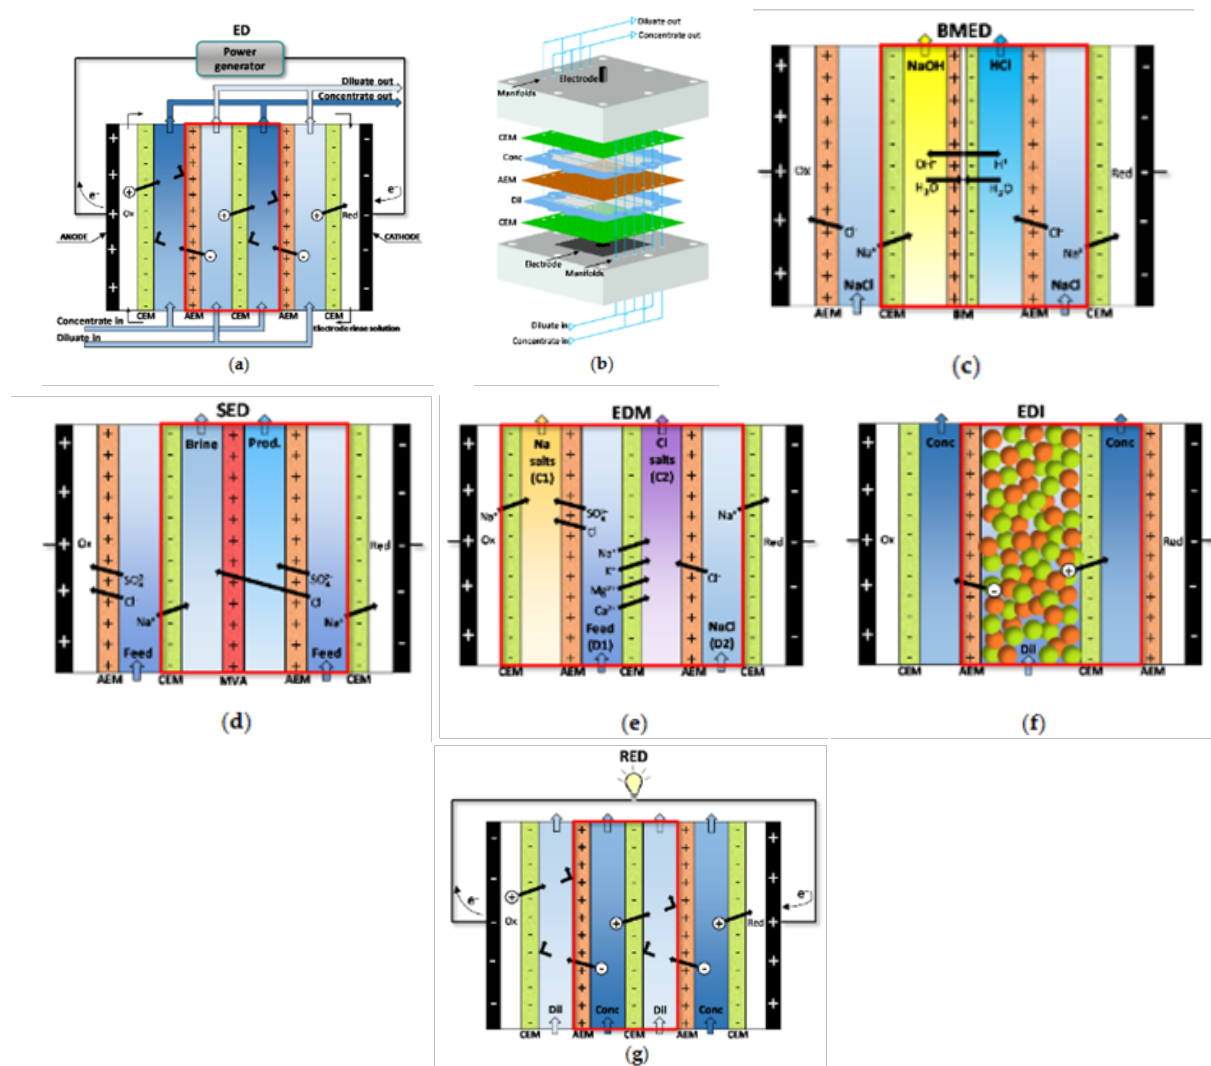 ED
Power
generator
Diluate out
Concentrate out
e⁻
Ox
Red
e⁻
ANODE
CATHODE
CEM AEM CEM AEM CEM
Concentrate in
Electrode rinse solution
Diluate in
(a)
Diluate out
Concentrate out
Electrode
Manifolds
CEM
Conc
AEM
Dil
CEM
Electrode
Manifolds
Diluate in
Concentrate in
(b)
BMED
NaOH HCl
OH⁻ H⁺
H₂O H₂O
Ox Red
Cl⁻ Cl⁻
Na⁺ Na⁺
NaCl NaCl
AEM CEM BM AEM CEM
(c)
SED
Brine Prod.
Ox Red
SO₄²⁻ SO₄²⁻
Cl⁻ Cl⁻
Na⁺ Na⁺
Feed Feed
AEM CEM MVA AEM CEM
(d)
EDM
Na
salts
(C1)
Cl
salts
(C2)
Na⁺ SO₄²⁻ Na⁺
Cl⁻
Ox Red
Na⁺
K⁺
Cl⁻
Mg²⁺
Ca²⁺
Feed
(D1)
NaCl
(D2)
CEM AEM CEM AEM CEM
(e)
EDI
Conc Conc
Ox Red
Dil
CEM AEM CEM AEM
(f)
RED
e⁻ e⁻
Ox Red
Dil Conc Dil Conc
CEM AEM CEM AEM CEM
(g)